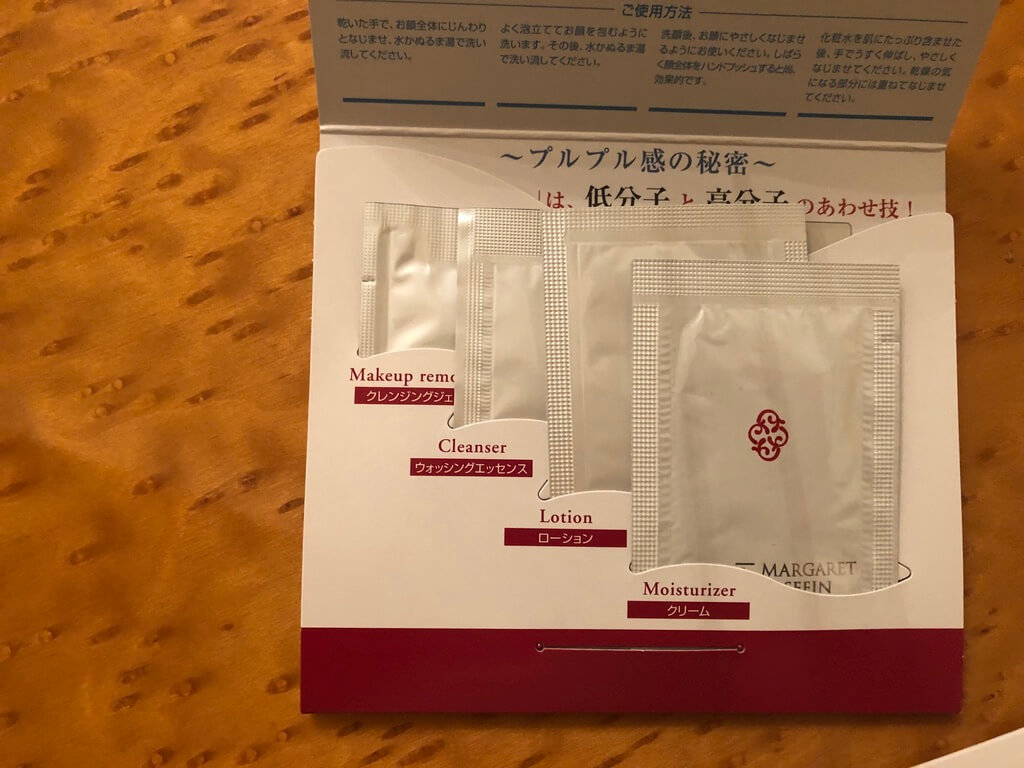 ご使用方法
乾いた手で、お顔全体にじんわり
となじませ、水かぬるま湯で洗い
流してください。
よく泡立ててお顔を包むように
洗います。その後、水かぬるま湯
で洗い流してください。
洗顔後、お顔にやさしくなじませ
るようにお使いください。しばら
く顔全体をハンドプッシュすると尚、
効果的です。
化粧水を肌にたっぷり含ませた
後、手でうすく伸ばし、やさしく
なじませてください。乾燥の気
になる部分には重ねてなじませ
てください。
〜プルプル感の秘密〜
は、低分子と高分子のあわせ技!
Makeup remo
クレンジングジェ
Cleanser
ウォッシングエッセンス
Lotion
ローション
Moisturizer
クリーム
MARGARET